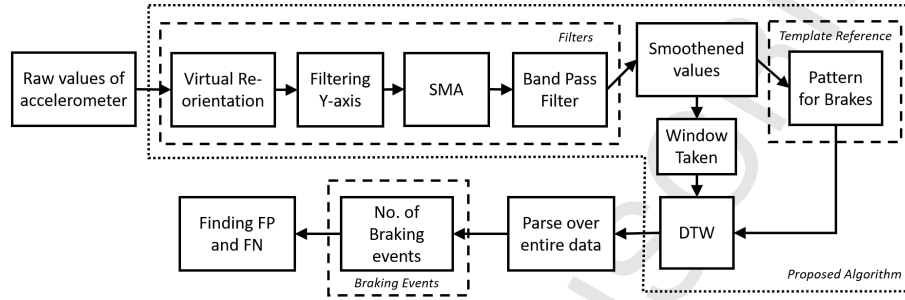 Filters
Raw values of
accelerometer
Virtual Re-
orientation
Filtering
Y-axis
SMA
Band Pass
Filter
Smoothened
values
Template Reference
Pattern
for Brakes
Window
Taken
Finding FP
and FN
No. of
Braking
events
Braking Events
Parse over
entire data
DTW
Proposed Algorithm